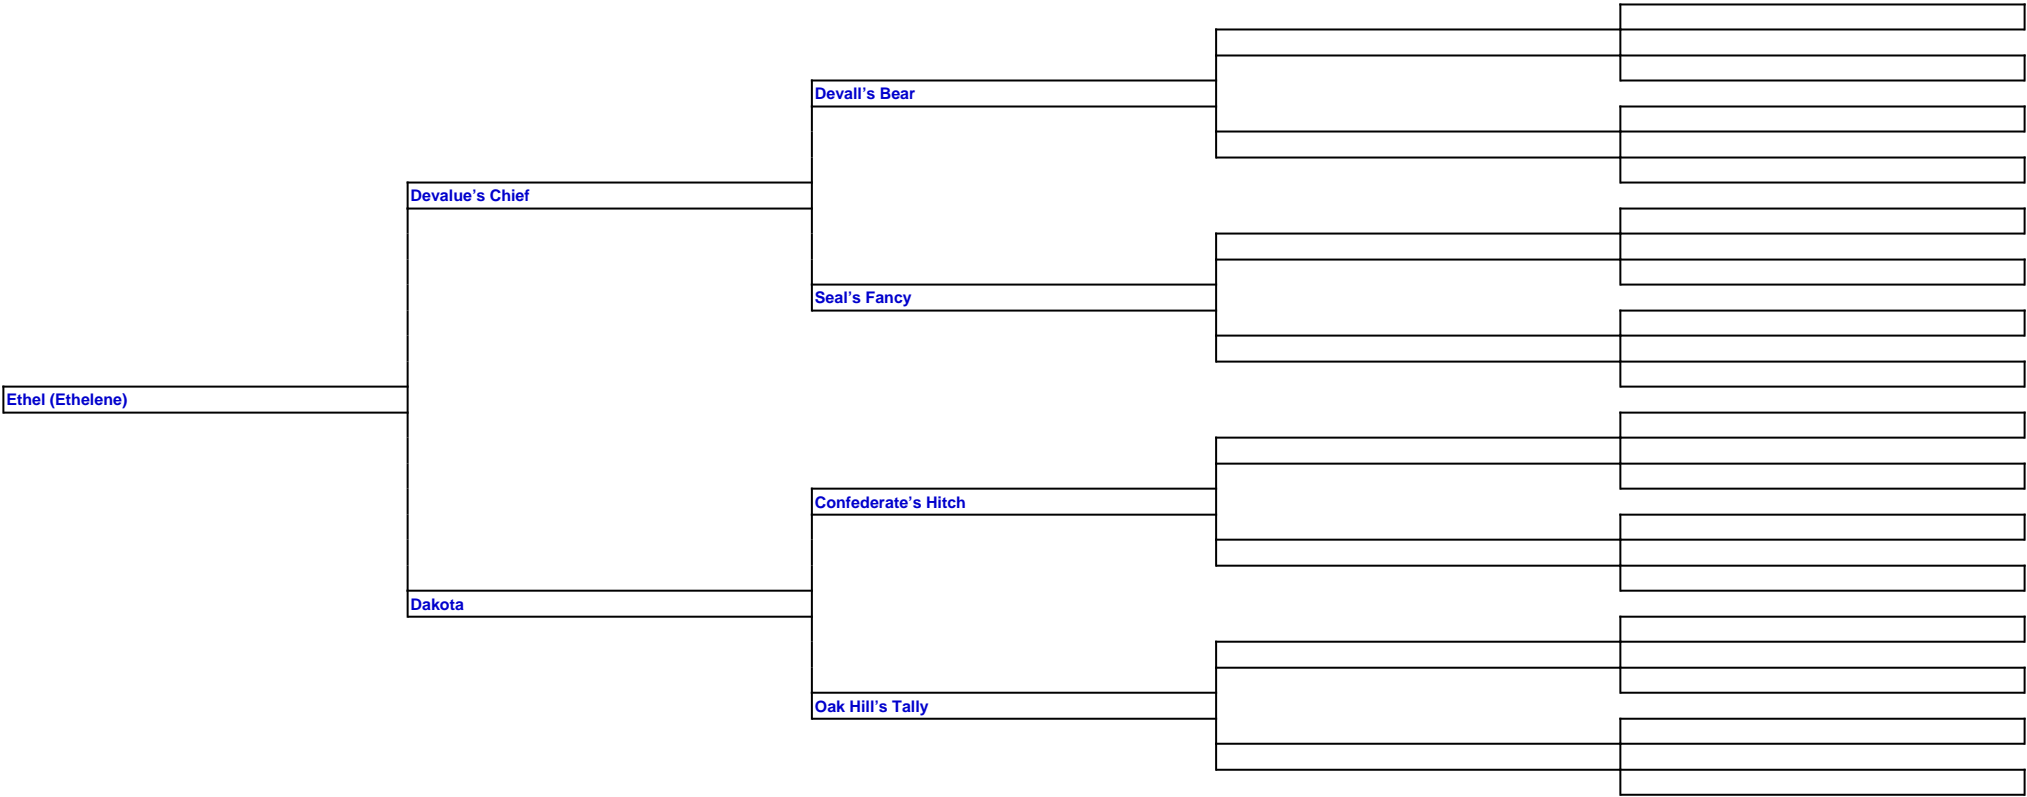 Devall’s Bear
Devalue’s Chief
Seal’s Fancy
Ethel (Ethelene)
Confederate’s Hitch
Dakota
Oak Hill’s Tally